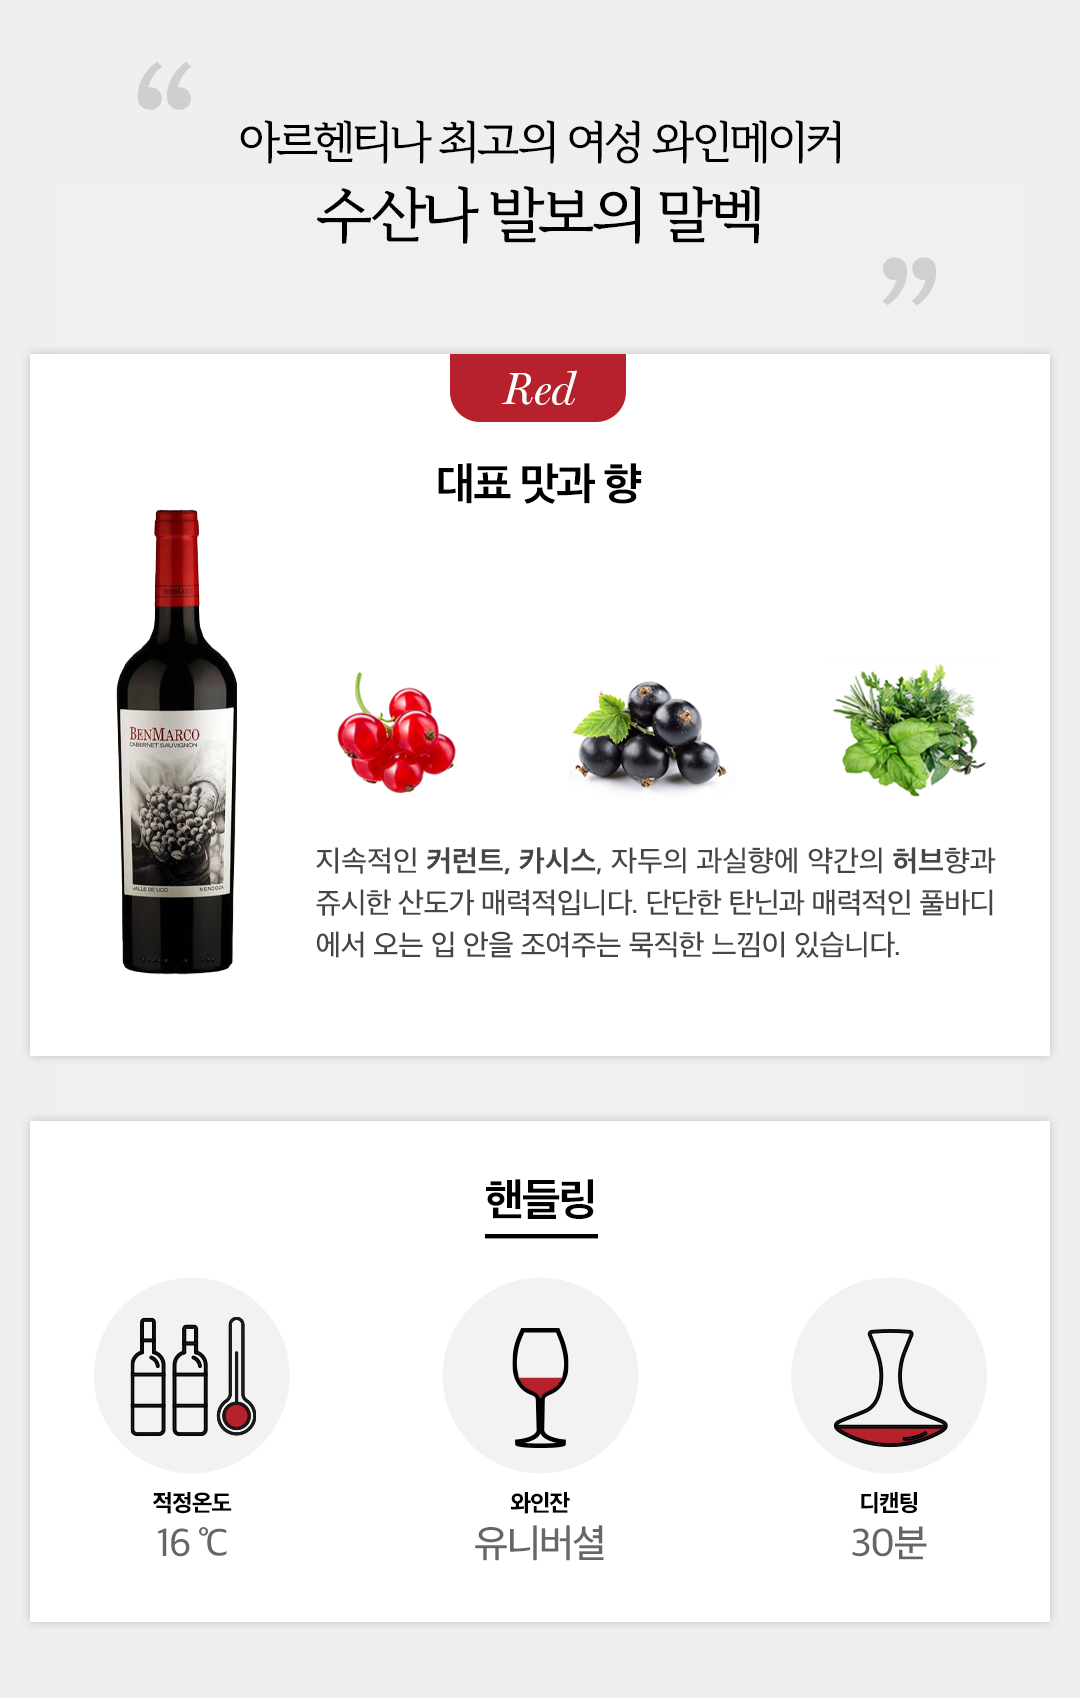 “
아르헨티나 최고의 여성 와인메이커
수산나 발보의 말벡
”
Red
대표 맛과 향
BENMARCO
CABERNET SAUVIGNON
VALLE DE UCO MENDOZA
지속적인 커런트, 카시스, 자두의 과실향에 약간의 허브향과
쥬시한 산도가 매력적입니다. 단단한 탄닌과 매력적인 풀바디
에서 오는 입 안을 조여주는 묵직한 느낌이 있습니다.
핸들링
적정온도
16 ℃
와인잔
유니버셜
디캔팅
30분